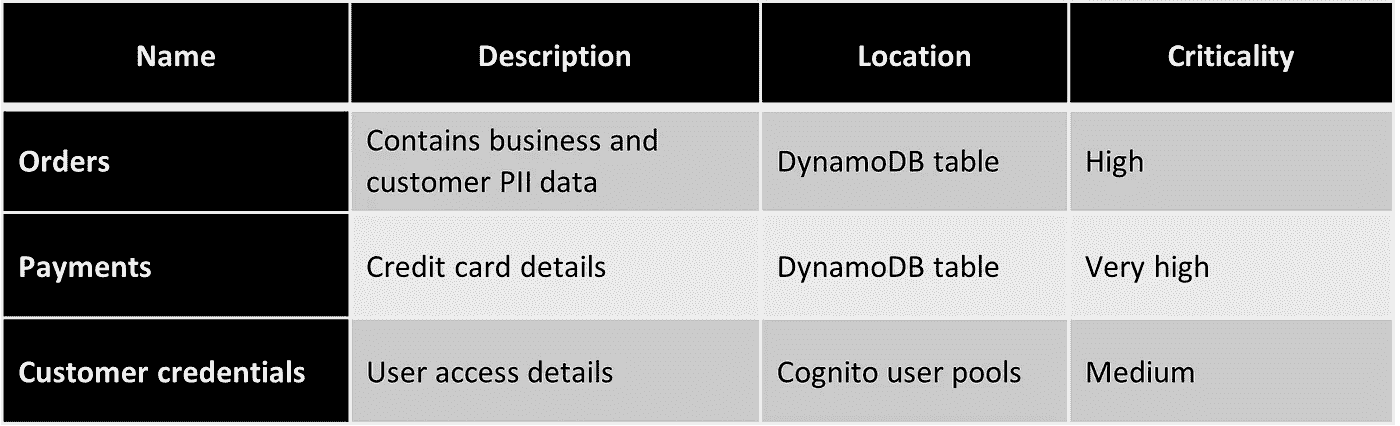 Name Description Location Criticality
Orders Contains business and
customer PII data DynamoDB table High
Payments Credit card details DynamoDB table Very high
Customer credentials User access details Cognito user pools Medium